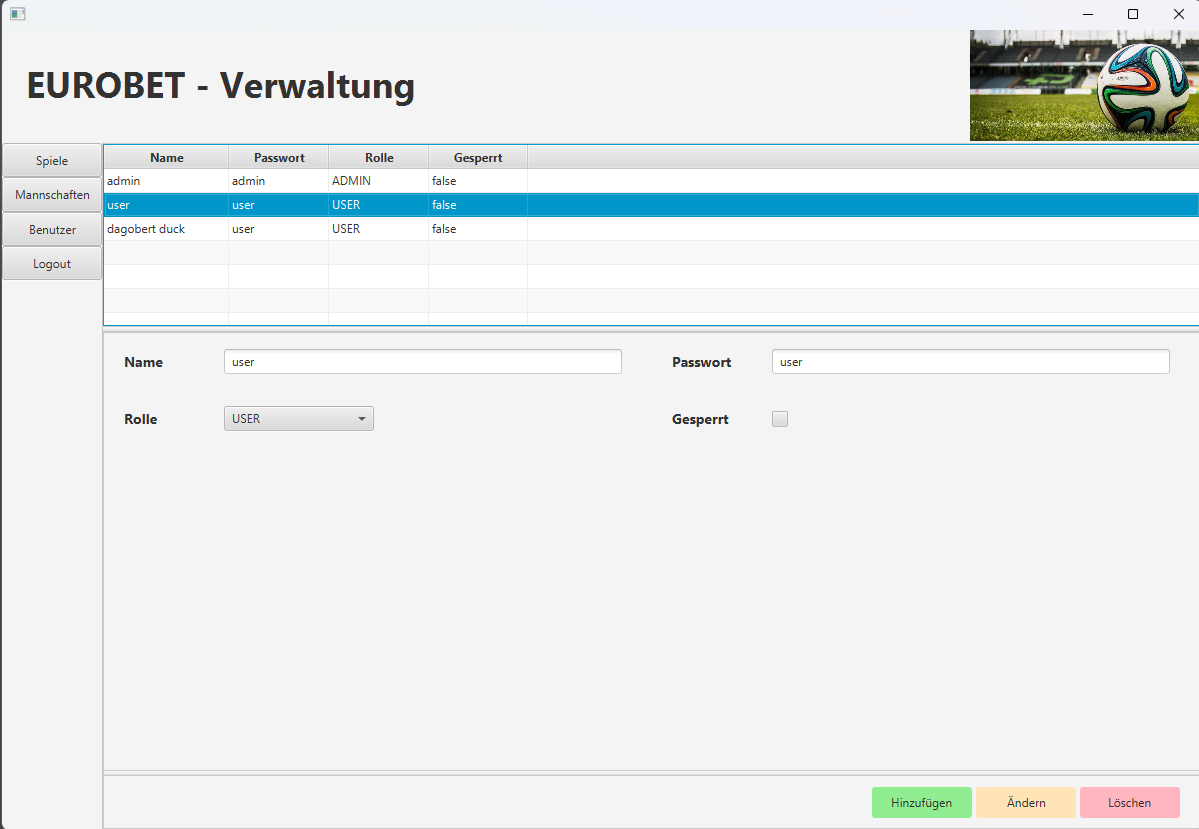 EUROBET - Verwaltung
Spiele
Mannschaften
Benutzer
Logout
Name Passwort Rolle Gesperrt
admin admin ADMIN false
user user USER false
dagobert duck user USER false
Name user Passwort user
Rolle USER Gesperrt
Hinzufügen Ändern Löschen